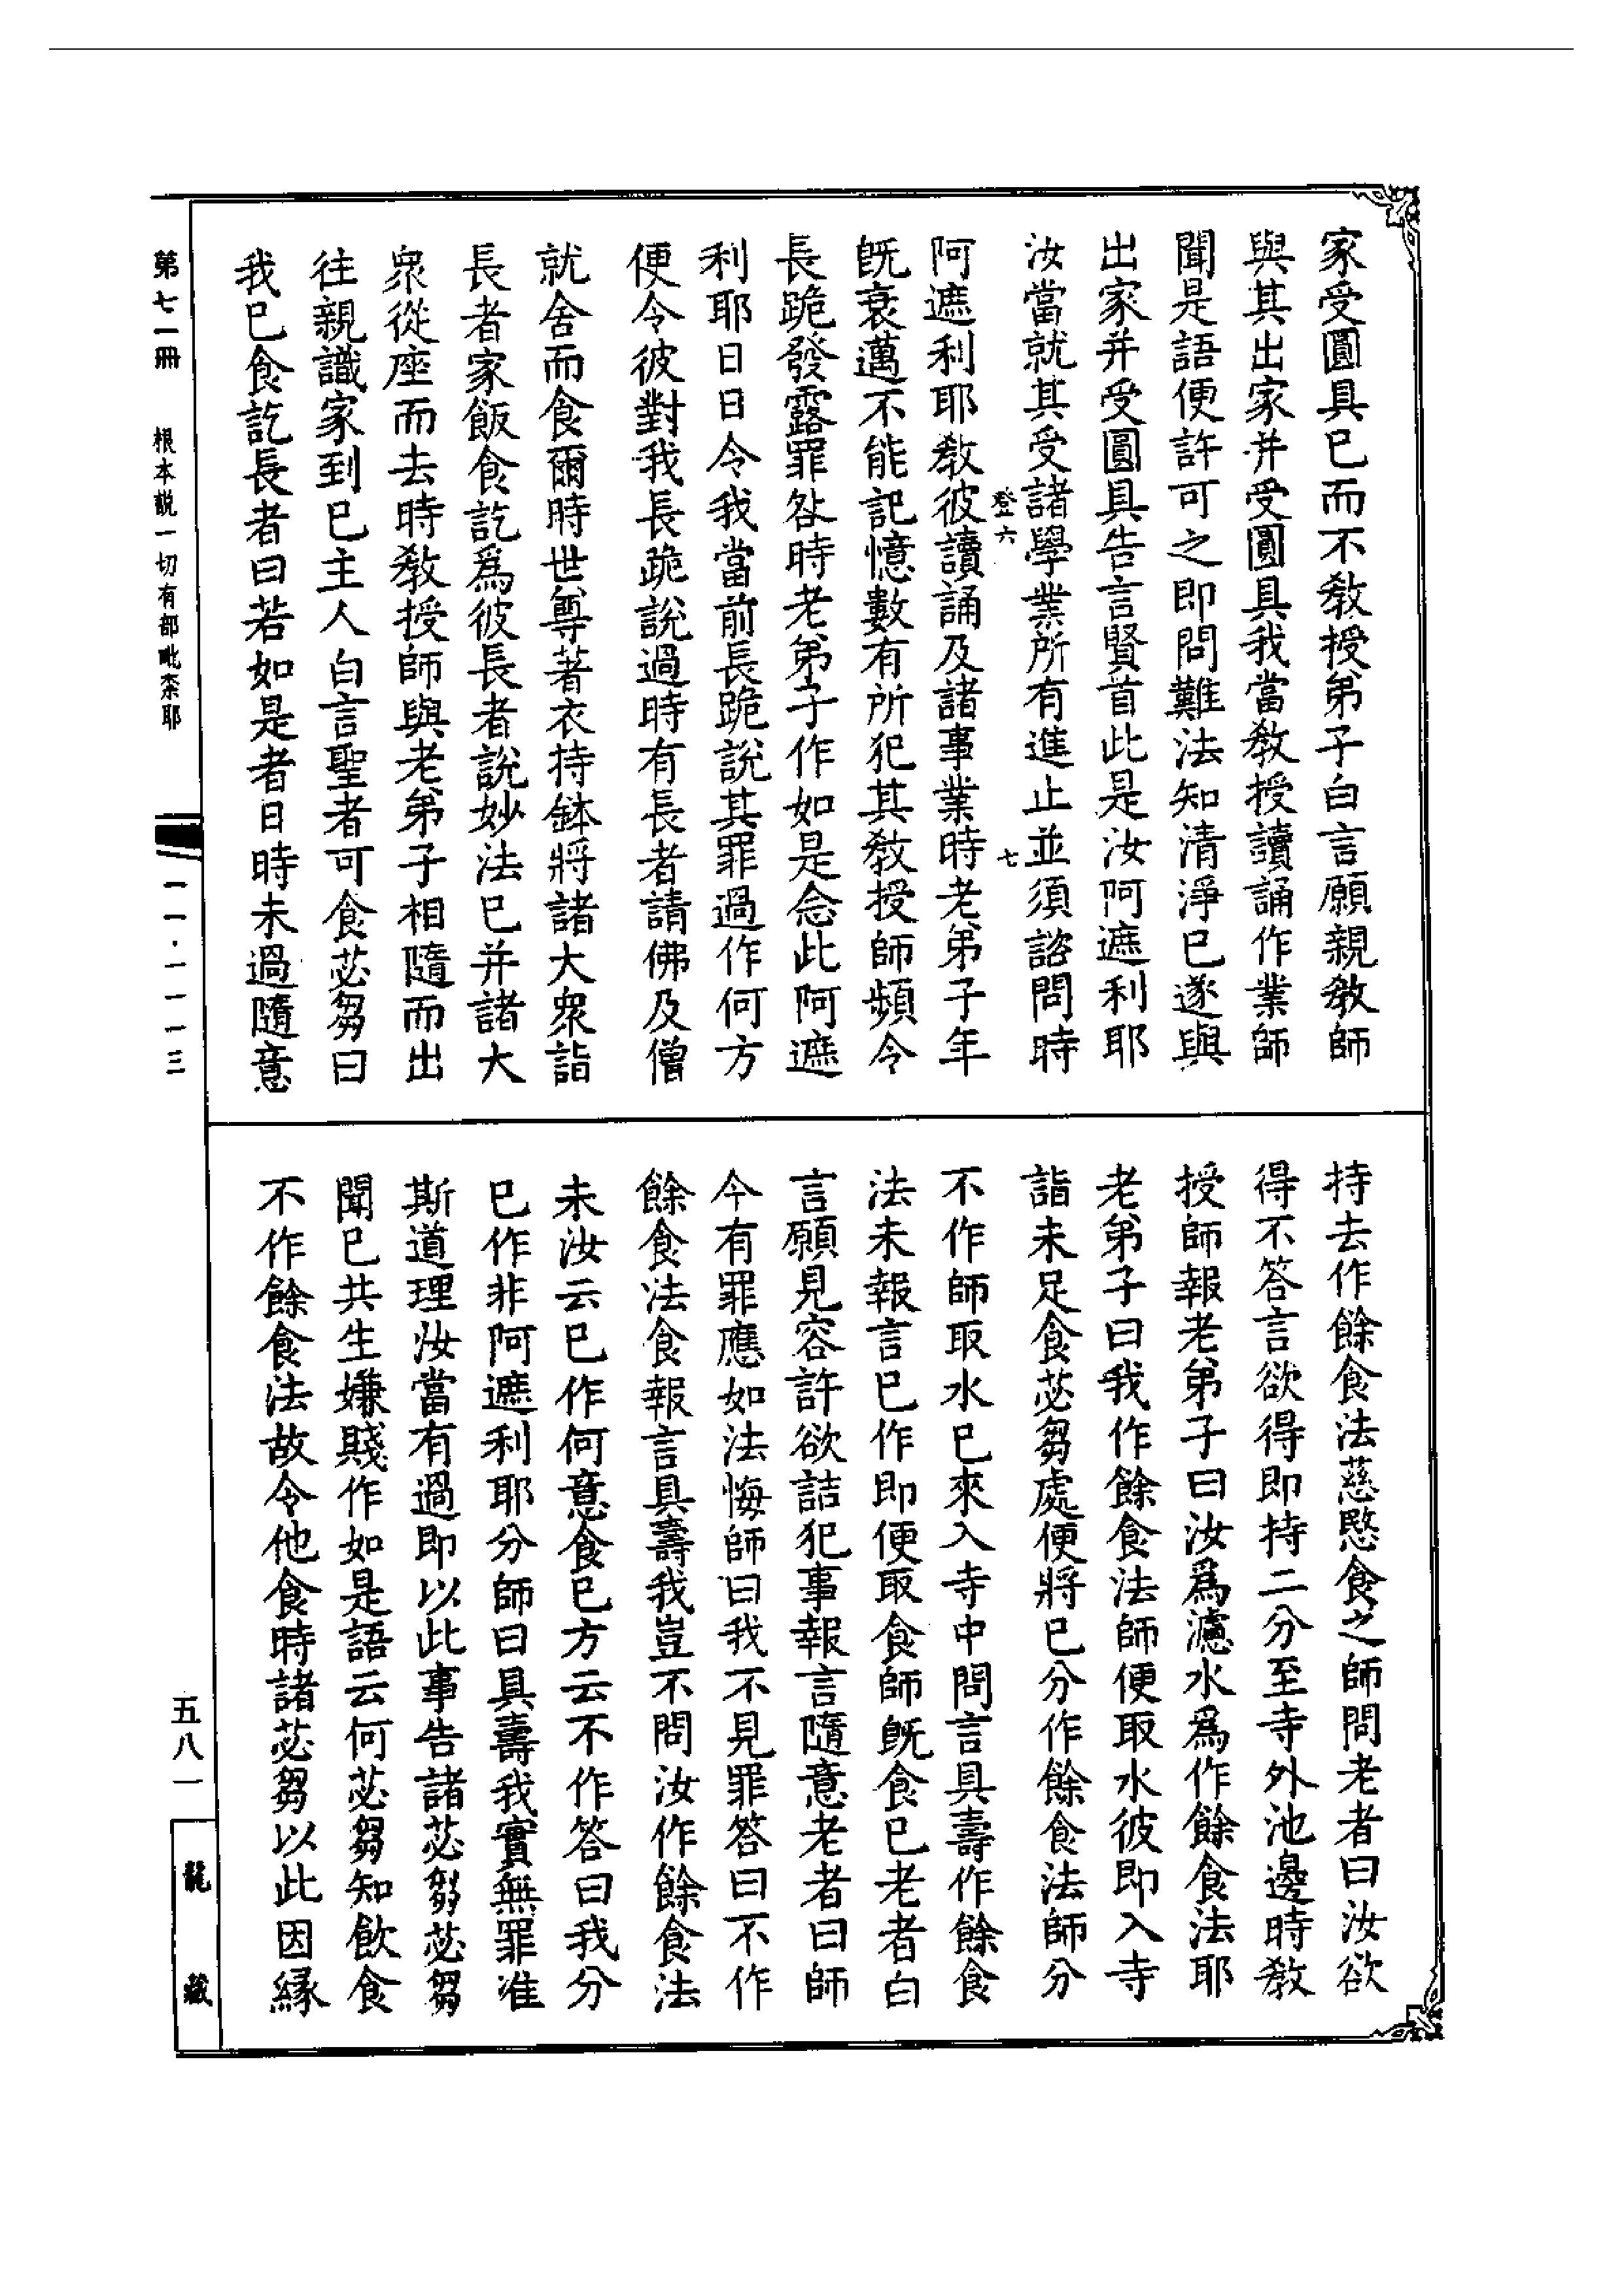 家受圓具已而不教授弟子白言願親教師
與其出家并受圓具我當教授讀誦作業師
聞是語便許可之即問難法知清淨已遂與
出家并受圓具告言賢首此是汝阿遮利耶
汝當就其受諸學業所有進止並須諮問時
登六 七
阿遮利耶教彼讀誦及諸事業時老弟子年
既衰邁不能記憶數有所犯其教授師頻令
長跪發露罪咎時老弟子作如是念此阿遮
利耶日日令我當前長跪說其罪過作何方
便令彼對我長跪說過時有長者請佛及僧
就舍而食爾時世尊著衣持鉢將諸大衆詣
長者家飯食訖爲彼長者說妙法已并諸大
衆從座而去時教授師與老弟子相隨而出
往親識家到已主人白言聖者可食苾芻曰
我已食訖長者曰若如是者日時未過隨意
持去作餘食法慈愍食之師問老者曰汝欲
得不答言欲得即持二分至寺外池邊時教
授師報老弟子曰汝爲濾水爲作餘食法耶
老弟子曰我作餘食法師便取水彼即入寺
詣未足食苾芻處便將已分作餘食法師分
不作師取水已來入寺中問言具壽作餘食
法未報言已作即便取食師既食已老者白
言願見容許欲詰犯事報言隨意老者曰師
今有罪應如法悔師曰我不見罪答曰不作
餘食法食報言具壽我豈不問汝作餘食法
未汝云已作何意食已方云不作答曰我分
已作非阿遮利耶分師曰具壽我實無罪准
斯道理汝當有過即以此事告諸苾芻苾芻
聞已共生嫌賤作如是語云何苾芻知飲食
不作餘食法故令他食時諸苾芻以此因緣
第七一冊 根本說一切有部毗柰耶
一一·一一一三
五八一
龍藏